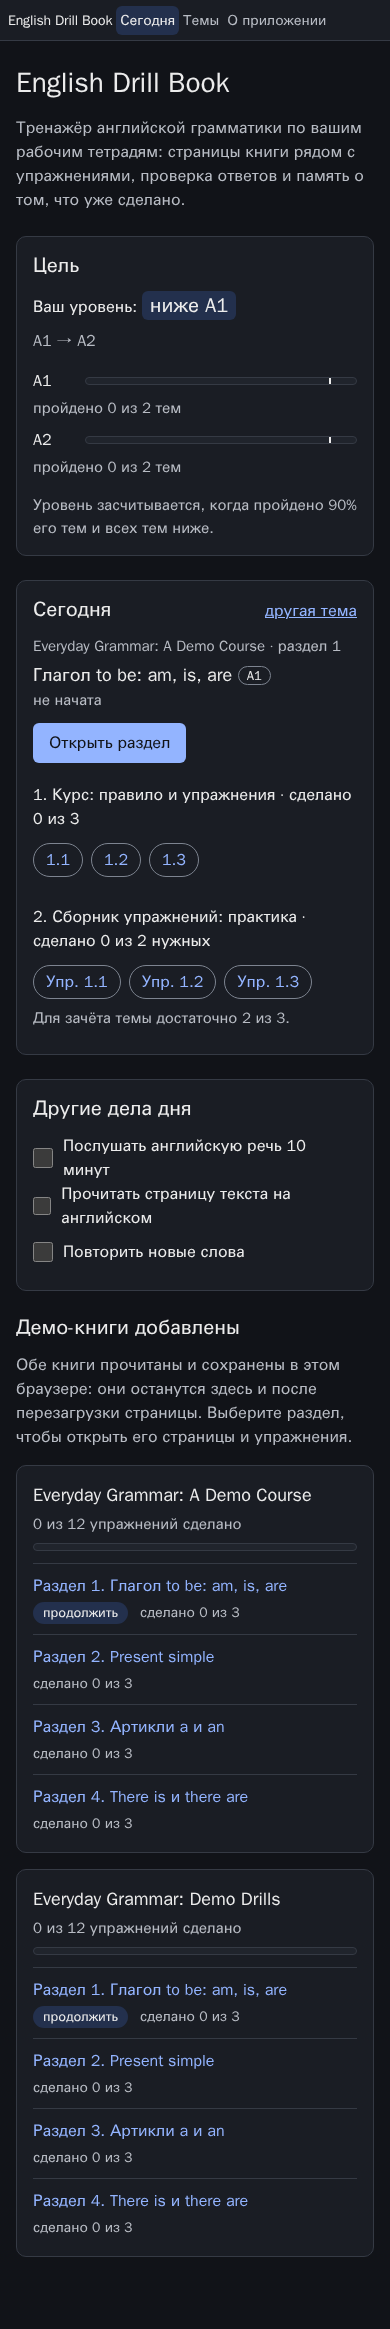 English Drill Book Сегодня Темы О приложении
English Drill Book
Тренажёр английской грамматики по вашим
рабочим тетрадям: страницы книги рядом с
упражнениями, проверка ответов и память о
том, что уже сделано.
Цель
Ваш уровень: ниже A1
A1 → A2
A1
пройдено 0 из 2 тем
A2
пройдено 0 из 2 тем
Уровень засчитывается, когда пройдено 90%
его тем и всех тем ниже.
Сегодня другая тема
Everyday Grammar: A Demo Course · раздел 1
Глагол to be: am, is, are A1
не начата
Открыть раздел
1. Курс: правило и упражнения · сделано
0 из 3
1.1 1.2 1.3
2. Сборник упражнений: практика ·
сделано 0 из 2 нужных
Упр. 1.1 Упр. 1.2 Упр. 1.3
Для зачёта темы достаточно 2 из 3.
Другие дела дня
Послушать английскую речь 10
минут
Прочитать страницу текста на
английском
Повторить новые слова
Демо-книги добавлены
Обе книги прочитаны и сохранены в этом
браузере: они останутся здесь и после
перезагрузки страницы. Выберите раздел,
чтобы открыть его страницы и упражнения.
Everyday Grammar: A Demo Course
0 из 12 упражнений сделано
Раздел 1. Глагол to be: am, is, are
продолжить сделано 0 из 3
Раздел 2. Present simple
сделано 0 из 3
Раздел 3. Артикли a и an
сделано 0 из 3
Раздел 4. There is и there are
сделано 0 из 3
Everyday Grammar: Demo Drills
0 из 12 упражнений сделано
Раздел 1. Глагол to be: am, is, are
продолжить сделано 0 из 3
Раздел 2. Present simple
сделано 0 из 3
Раздел 3. Артикли a и an
сделано 0 из 3
Раздел 4. There is и there are
сделано 0 из 3